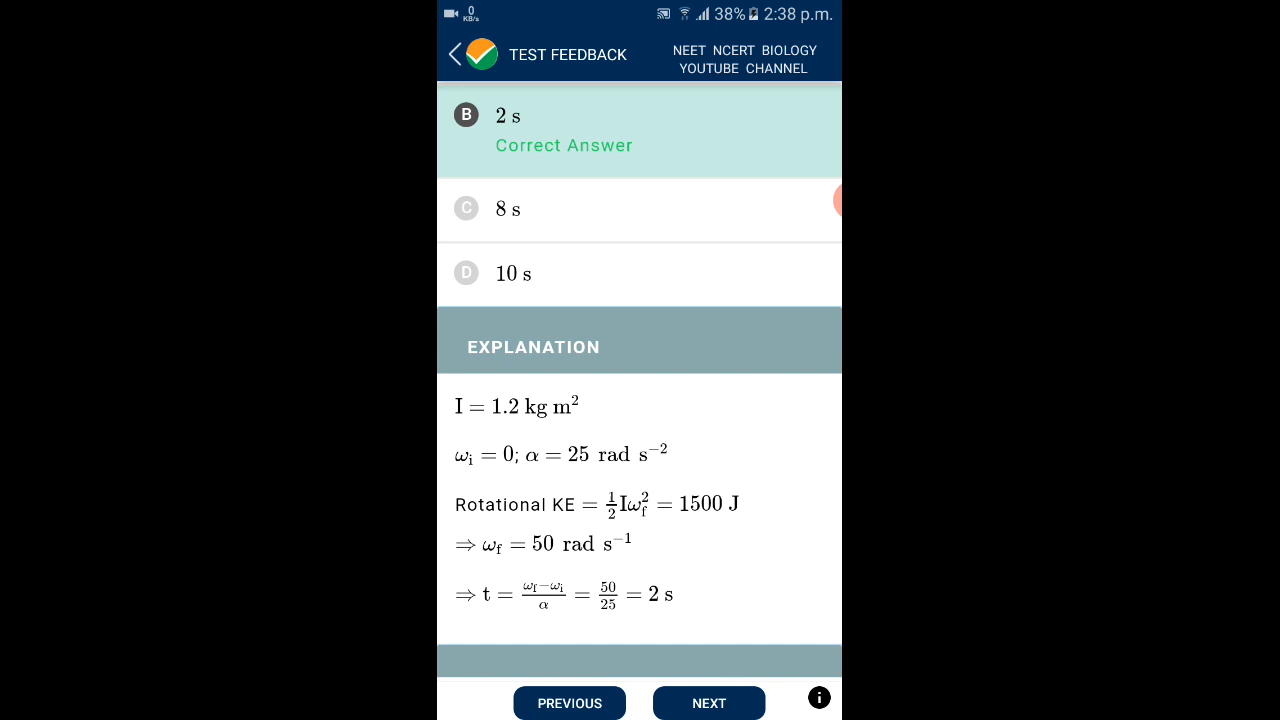 0
KB/s
38% 2:38 p.m.
TEST FEEDBACK
NEET NCERT BIOLOGY
YOUTUBE CHANNEL
B 2 s
Correct Answer
C 8 s
D 10 s
EXPLANATION
I = 1.2 kg m²
ωᵢ = 0; α = 25 rad s⁻²
Rotational KE = ½Iω_f² = 1500 J
⇒ ω_f = 50 rad s⁻¹
⇒ t = (ω_f−ωᵢ)/α = 50/25 = 2 s
PREVIOUS NEXT i